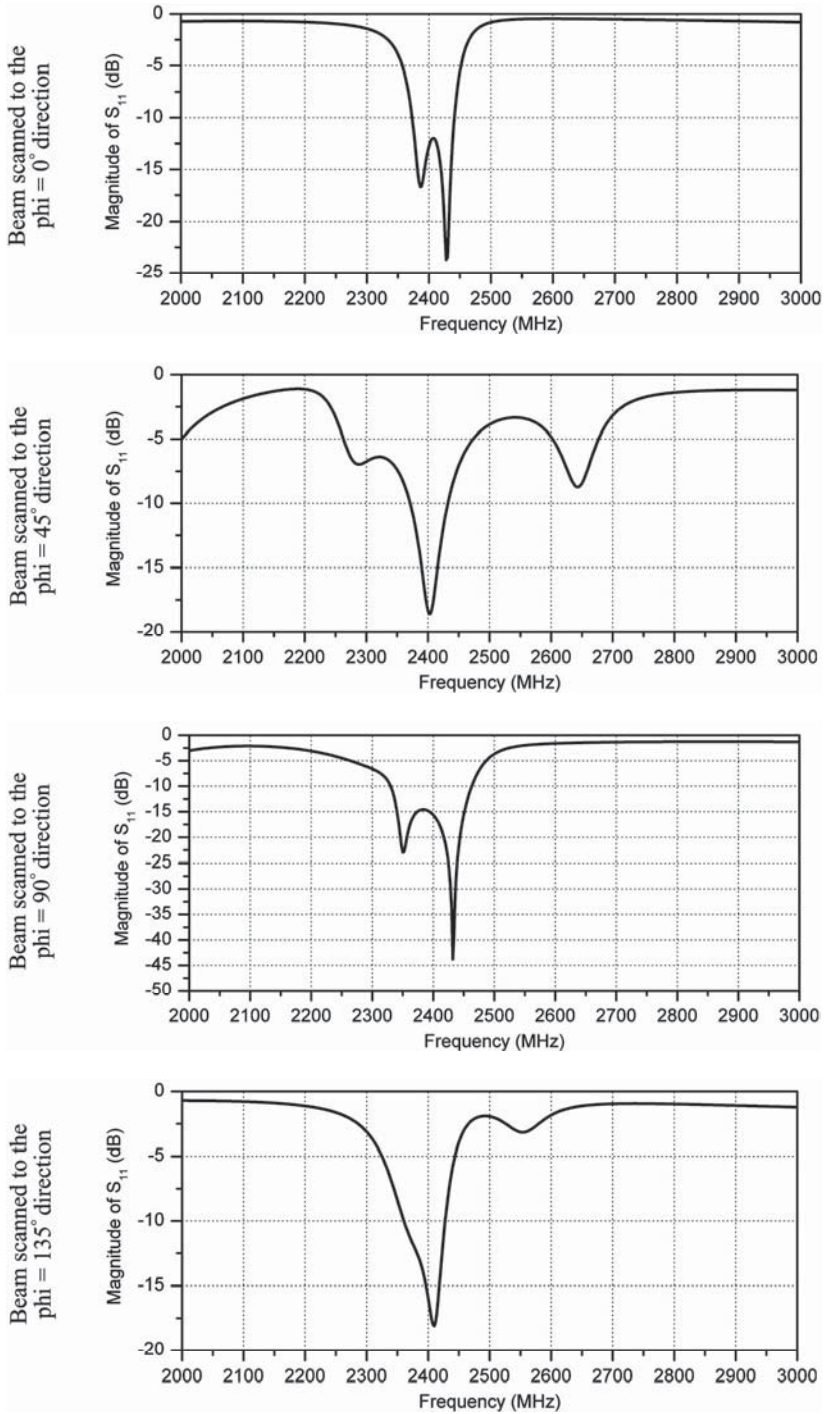 Beam scanned to the
phi = 0° direction
Magnitude of S11 (dB)
0
-5
-10
-15
-20
-25
2000 2100 2200 2300 2400 2500 2600 2700 2800 2900 3000
Frequency (MHz)
Beam scanned to the
phi = 45° direction
Magnitude of S11 (dB)
0
-5
-10
-15
-20
2000 2100 2200 2300 2400 2500 2600 2700 2800 2900 3000
Frequency (MHz)
Beam scanned to the
phi = 90° direction
Magnitude of S11 (dB)
0
-5
-10
-15
-20
-25
-30
-35
-40
-45
-50
2000 2100 2200 2300 2400 2500 2600 2700 2800 2900 3000
Frequency (MHz)
Beam scanned to the
phi = 135° direction
Magnitude of S11 (dB)
0
-5
-10
-15
-20
2000 2100 2200 2300 2400 2500 2600 2700 2800 2900 3000
Frequency (MHz)